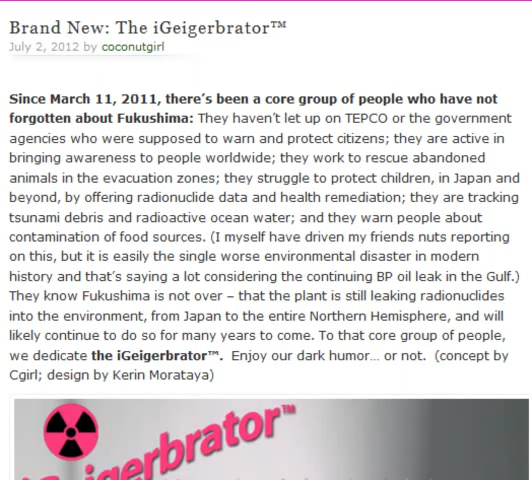 Brand New: The iGeigerbrator™
July 2, 2012 by coconutgirl
Since March 11, 2011, there's been a core group of people who have not
forgotten about Fukushima: They haven't let up on TEPCO or the government
agencies who were supposed to warn and protect citizens; they are active in
bringing awareness to people worldwide; they work to rescue abandoned
animals in the evacuation zones; they struggle to protect children, in Japan and
beyond, by offering radionuclide data and health remediation; they are tracking
tsunami debris and radioactive ocean water; and they warn people about
contamination of food sources. (I myself have driven my friends nuts reporting
on this, but it is easily the single worse environmental disaster in modern
history and that's saying a lot considering the continuing BP oil leak in the Gulf.)
They know Fukushima is not over – that the plant is still leaking radionuclides
into the environment, from Japan to the entire Northern Hemisphere, and will
likely continue to do so for many years to come. To that core group of people,
we dedicate the iGeigerbrator™.  Enjoy our dark humor… or not.  (concept by
Cgirl; design by Kerin Morataya)
iGeigerbrator™